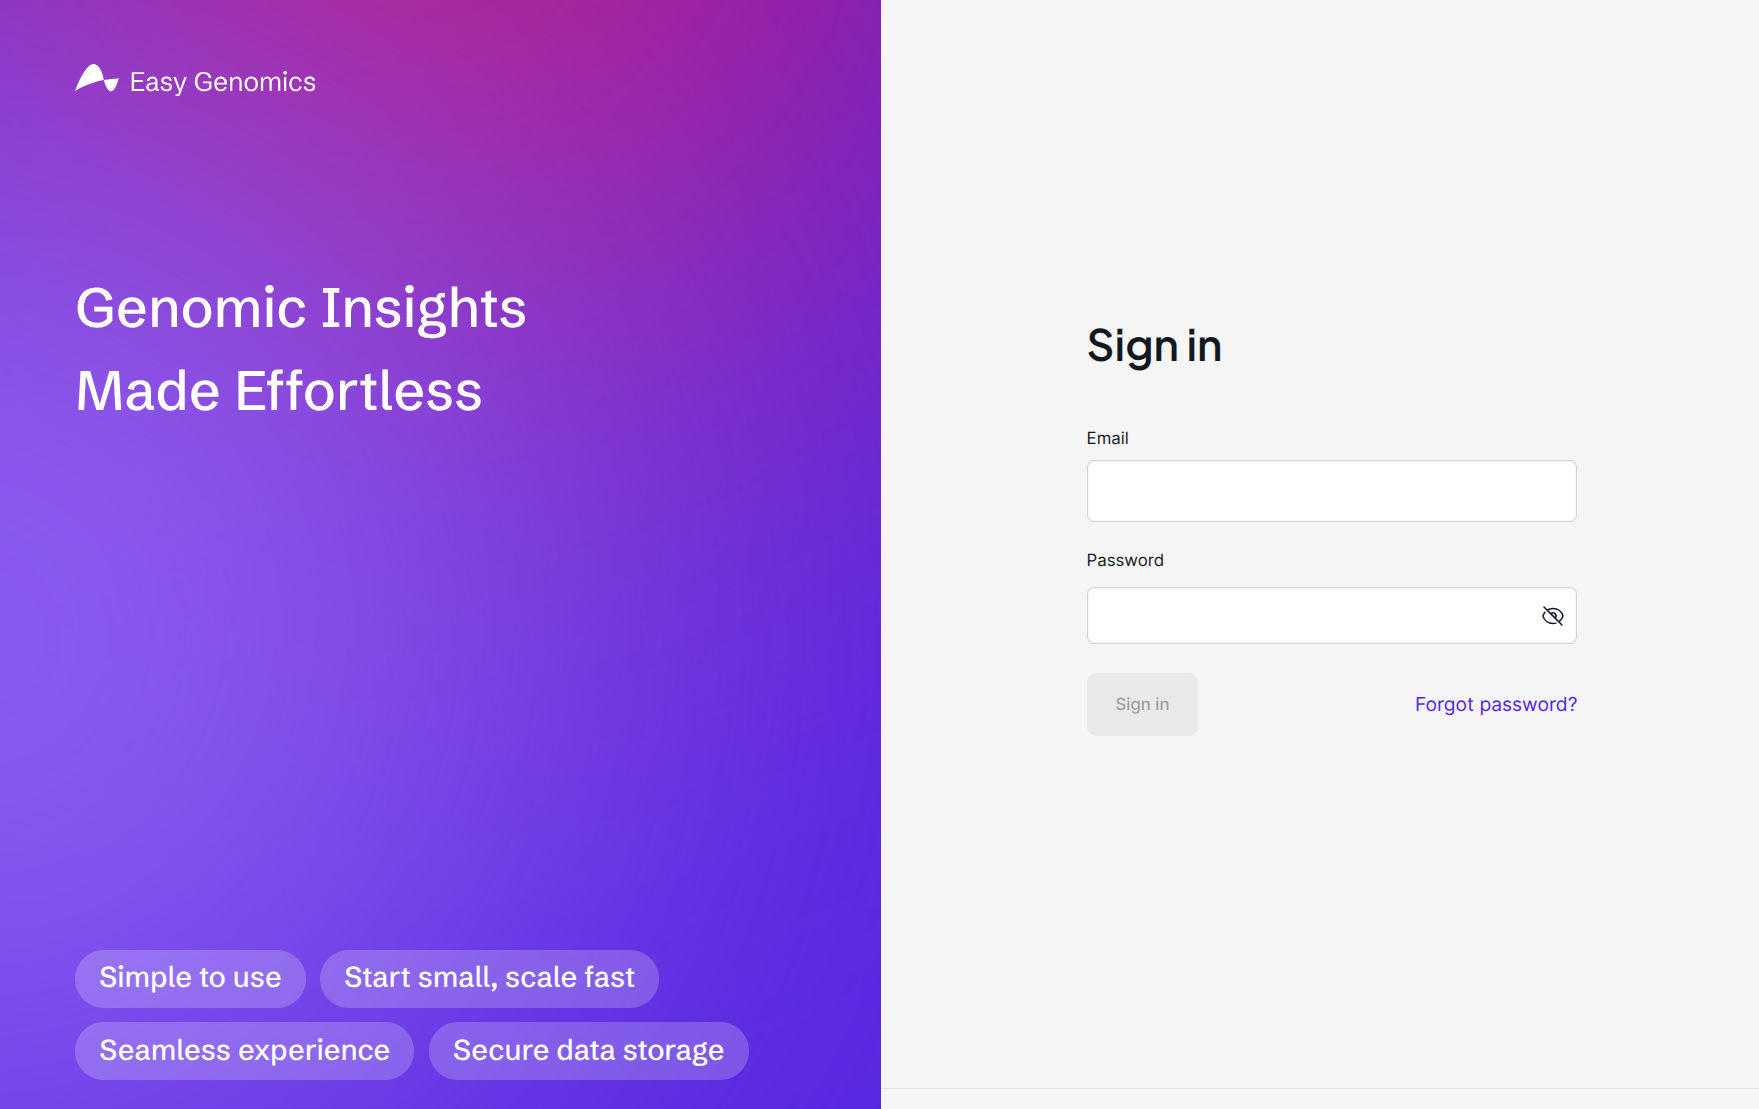 Easy Genomics
Genomic Insights
Made Effortless
Simple to use
Start small, scale fast
Seamless experience
Secure data storage
Sign in
Email
Password
Sign in
Forgot password?